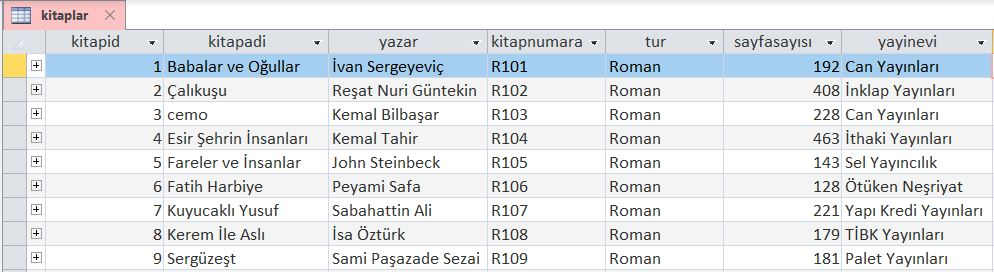 kitaplar
kitapid kitapadi yazar kitapnumara tur sayfasayısı yayinevi
1 Babalar ve Oğullar İvan Sergeyeviç R101 Roman 192 Can Yayınları
2 Çalıkuşu Reşat Nuri Güntekin R102 Roman 408 İnklap Yayınları
3 cemo Kemal Bilbaşar R103 Roman 228 Can Yayınları
4 Esir Şehrin İnsanları Kemal Tahir R104 Roman 463 İthaki Yayınları
5 Fareler ve İnsanlar John Steinbeck R105 Roman 143 Sel Yayıncılık
6 Fatih Harbiye Peyami Safa R106 Roman 128 Ötüken Neşriyat
7 Kuyucaklı Yusuf Sabahattin Ali R107 Roman 221 Yapı Kredi Yayınları
8 Kerem İle Aslı İsa Öztürk R108 Roman 179 TİBK Yayınları
9 Sergüzeşt Sami Paşazade Sezai R109 Roman 181 Palet Yayınları